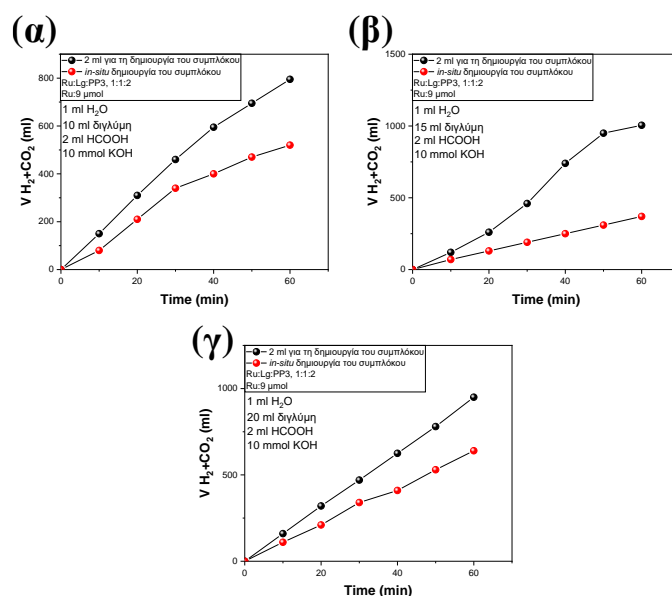 (α)
2 ml για τη δημιουργία του συμπλόκου
in-situ δημιουργία του συμπλόκου
Ru:Lg:PP3, 1:1:2
Ru:9 μmol
1 ml H₂O
10 ml διγλύμη
2 ml HCOOH
10 mmol KOH
V H₂+CO₂ (ml)
800
600
400
200
0
0
20
40
60
Time (min)
(β)
2 ml για τη δημιουργία του συμπλόκου
in-situ δημιουργία του συμπλόκου
Ru:Lg:PP3, 1:1:2
Ru:9 μmol
1 ml H₂O
15 ml διγλύμη
2 ml HCOOH
10 mmol KOH
V H₂+CO₂ (ml)
1500
1000
500
250
0
0
20
40
60
Time (min)
(γ)
2 ml για τη δημιουργία του συμπλόκου
in-situ δημιουργία του συμπλόκου
Ru:Lg:PP3, 1:1:2
Ru:9 μmol
1 ml H₂O
20 ml διγλύμη
2 ml HCOOH
10 mmol KOH
V H₂+CO₂ (ml)
1000
500
0
0
20
40
60
Time (min)